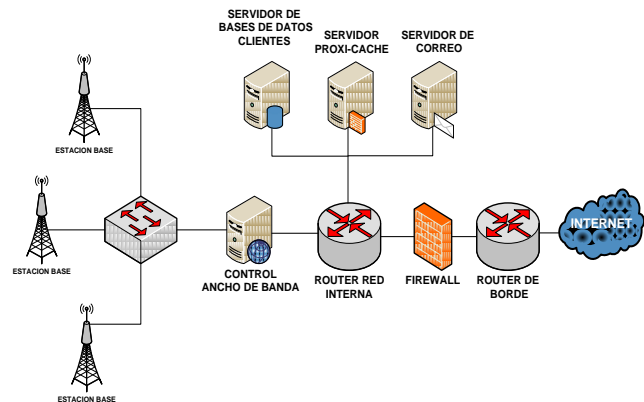 SERVIDOR DE
BASES DE DATOS
CLIENTES
SERVIDOR
PROXI-CACHE
SERVIDOR DE
CORREO
ESTACION BASE
ESTACION BASE
ESTACION BASE
CONTROL
ANCHO DE BANDA
ROUTER RED
INTERNA
FIREWALL
ROUTER DE
BORDE
INTERNET